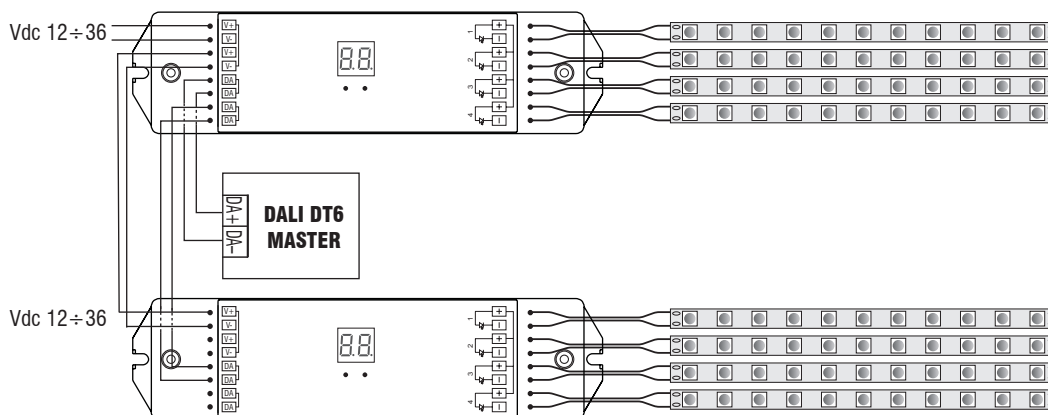 Vdc 12÷36
V+
V-
V+
V-
DA
DA
DA
DA
8.8.
1
+
−
2
+
−
3
+
−
4
+
−
DA+
DA-
DALI DT6
MASTER
Vdc 12÷36
V+
V-
V+
V-
DA
DA
DA
DA
8.8.
1
+
−
2
+
−
3
+
−
4
+
−